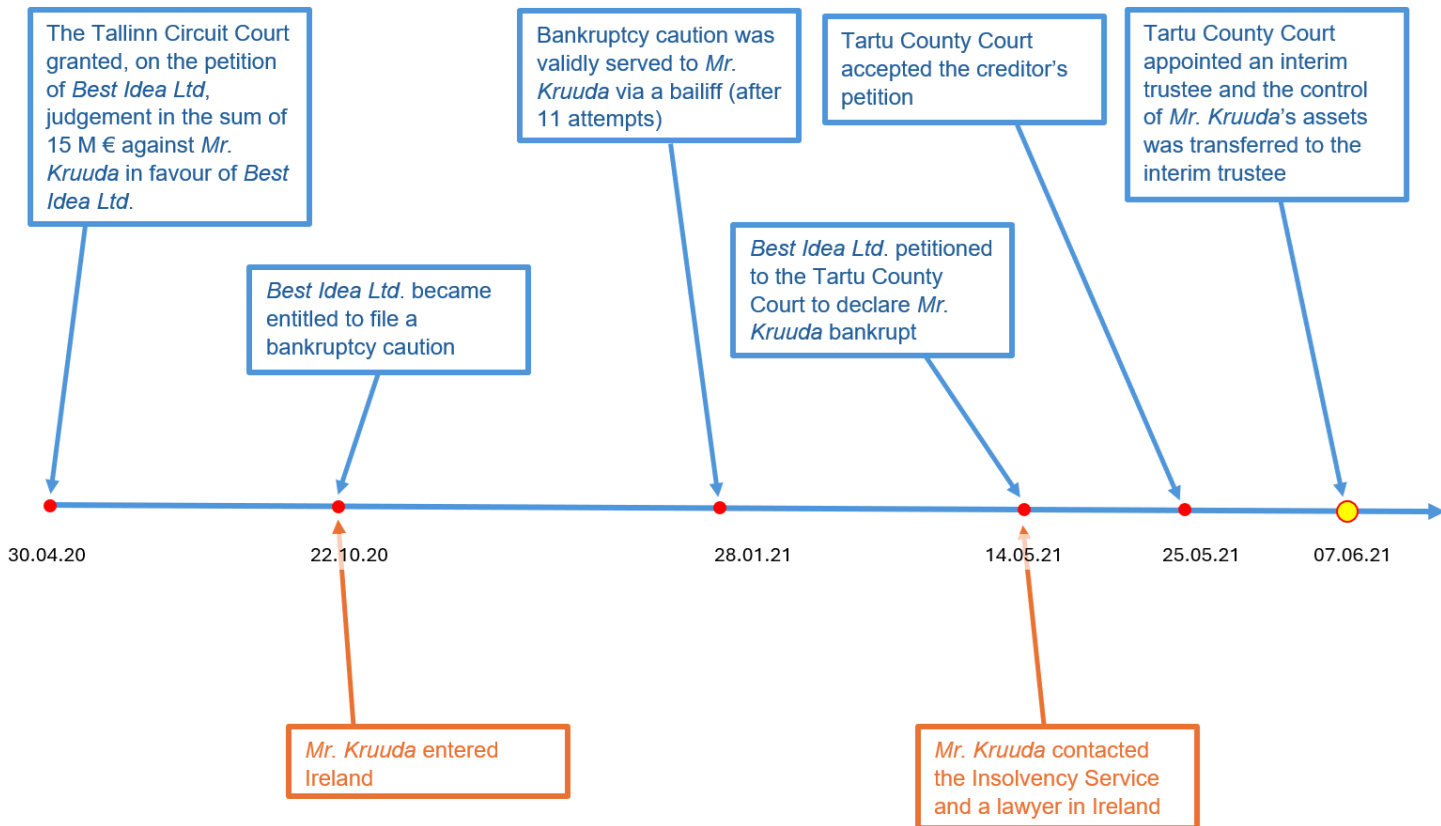 The Tallinn Circuit Court
granted, on the petition
of Best Idea Ltd,
judgement in the sum of
15 M € against Mr.
Kruuda in favour of Best
Idea Ltd.
Best Idea Ltd. became
entitled to file a
bankruptcy caution
Bankruptcy caution was
validly served to Mr.
Kruuda via a bailiff (after
11 attempts)
Best Idea Ltd. petitioned
to the Tartu County
Court to declare Mr.
Kruuda bankrupt
Tartu County Court
accepted the creditor's
petition
Tartu County Court
appointed an interim
trustee and the control
of Mr. Kruuda's assets
was transferred to the
interim trustee
30.04.20
22.10.20
28.01.21
14.05.21
25.05.21
07.06.21
Mr. Kruuda entered
Ireland
Mr. Kruuda contacted
the Insolvency Service
and a lawyer in Ireland